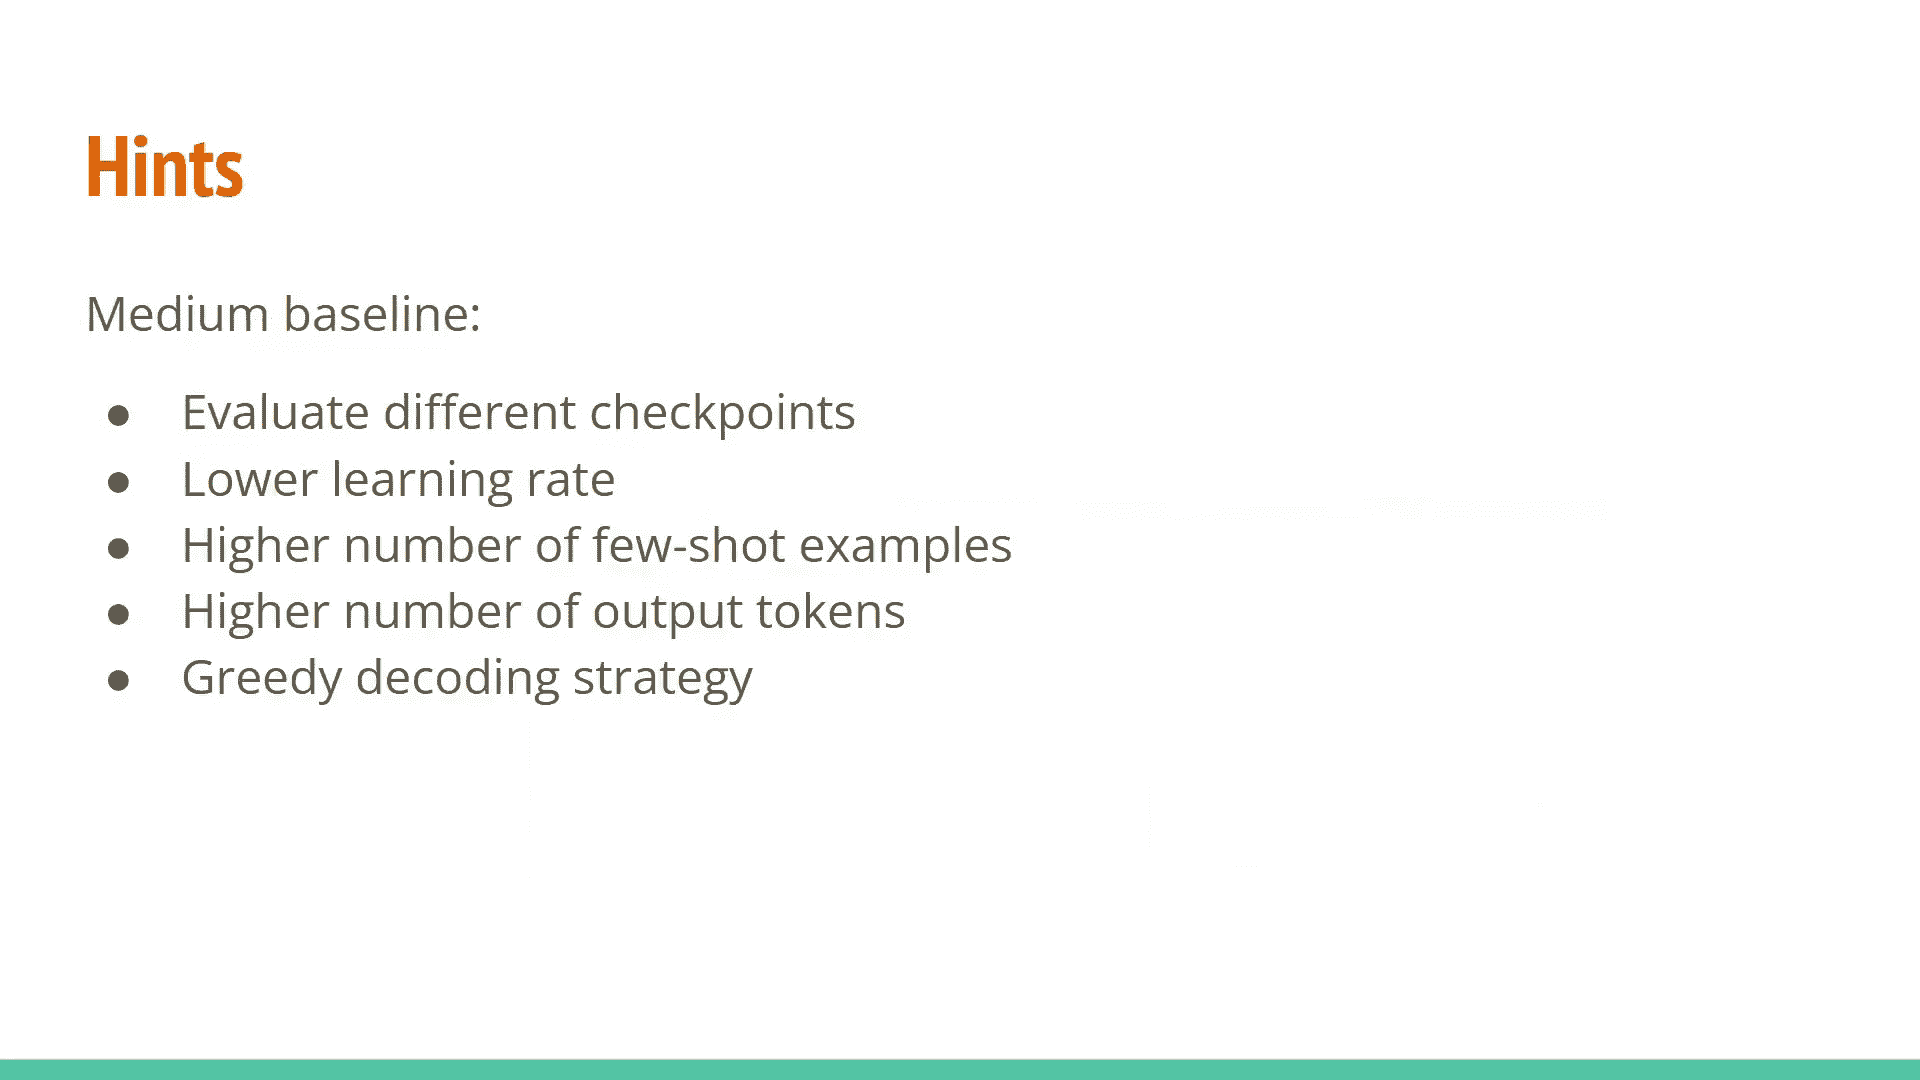 Hints
Medium baseline:
● Evaluate different checkpoints
● Lower learning rate
● Higher number of few-shot examples
● Higher number of output tokens
● Greedy decoding strategy